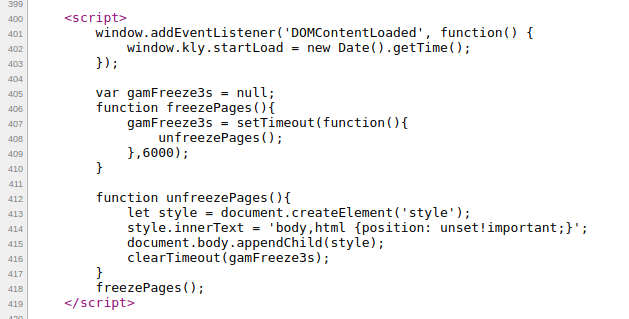 399
400 <script>
401 window.addEventListener('DOMContentLoaded', function() {
402 window.kly.startLoad = new Date().getTime();
403 });
404
405 var gamFreeze3s = null;
406 function freezePages(){
407 gamFreeze3s = setTimeout(function(){
408 unfreezePages();
409 },6000);
410 }
411
412 function unfreezePages(){
413 let style = document.createElement('style');
414 style.innerText = 'body,html {position: unset!important;}';
415 document.body.appendChild(style);
416 clearTimeout(gamFreeze3s);
417 }
418 freezePages();
419 </script>